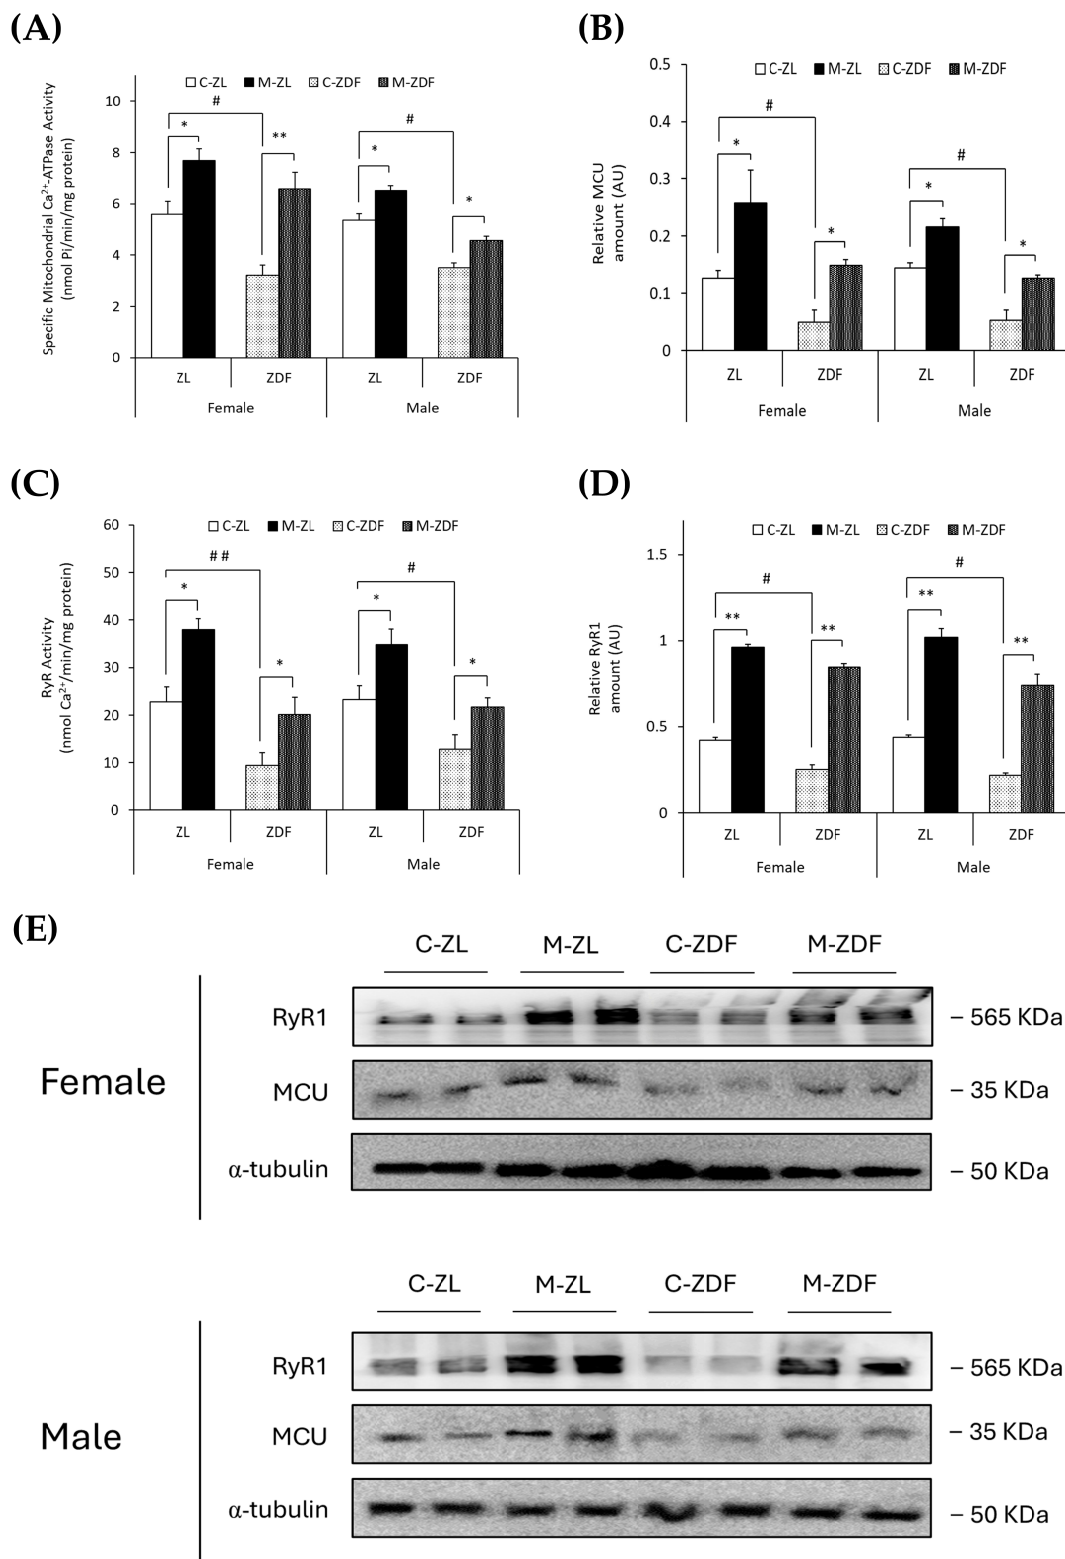 (A)
Specific Mitochondrial Ca²⁺-ATPase Activity
(nmol Pi/min/mg protein)
C-ZL M-ZL C-ZDF M-ZDF
10
8
6
4
2
0
# * ** # * *
ZL ZDF ZL ZDF
Female Male
(B)
Relative MCU
amount (AU)
C-ZL M-ZL C-ZDF M-ZDF
0.5
0.4
0.3
0.2
0.1
0
# * * # * *
ZL ZDF ZL ZDF
Female Male
(C)
RyR Activity
(nmol Ca²⁺/min/mg protein)
C-ZL M-ZL C-ZDF M-ZDF
60
50
40
30
20
10
0
# # * * # * *
ZL ZDF ZL ZDF
Female Male
(D)
Relative RyR1
amount (AU)
C-ZL M-ZL C-ZDF M-ZDF
1.5
1
0.5
0
# ** ** # ** **
ZL ZDF ZL ZDF
Female Male
(E)
C-ZL M-ZL C-ZDF M-ZDF
Female
RyR1 – 565 KDa
MCU – 35 KDa
α-tubulin – 50 KDa
C-ZL M-ZL C-ZDF M-ZDF
Male
RyR1 – 565 KDa
MCU – 35 KDa
α-tubulin – 50 KDa